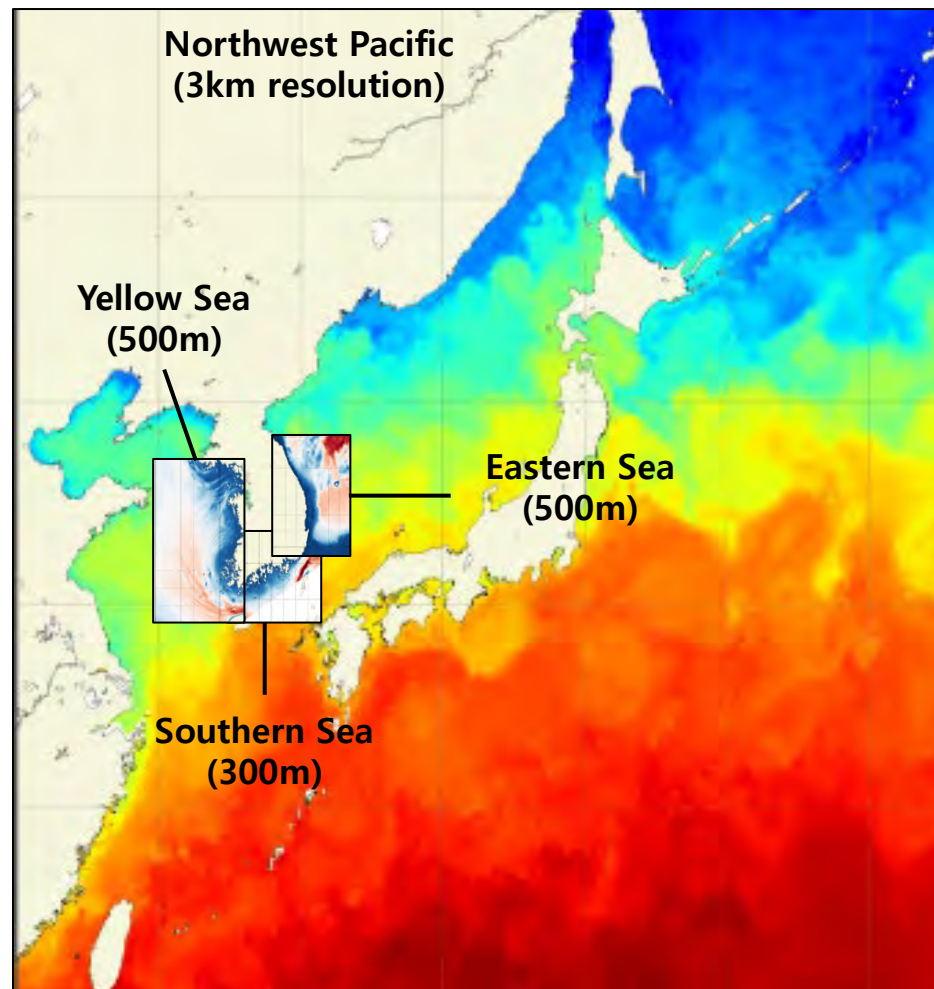 Northwest Pacific
(3km resolution)
Yellow Sea
(500m)
Eastern Sea
(500m)
Southern Sea
(300m)